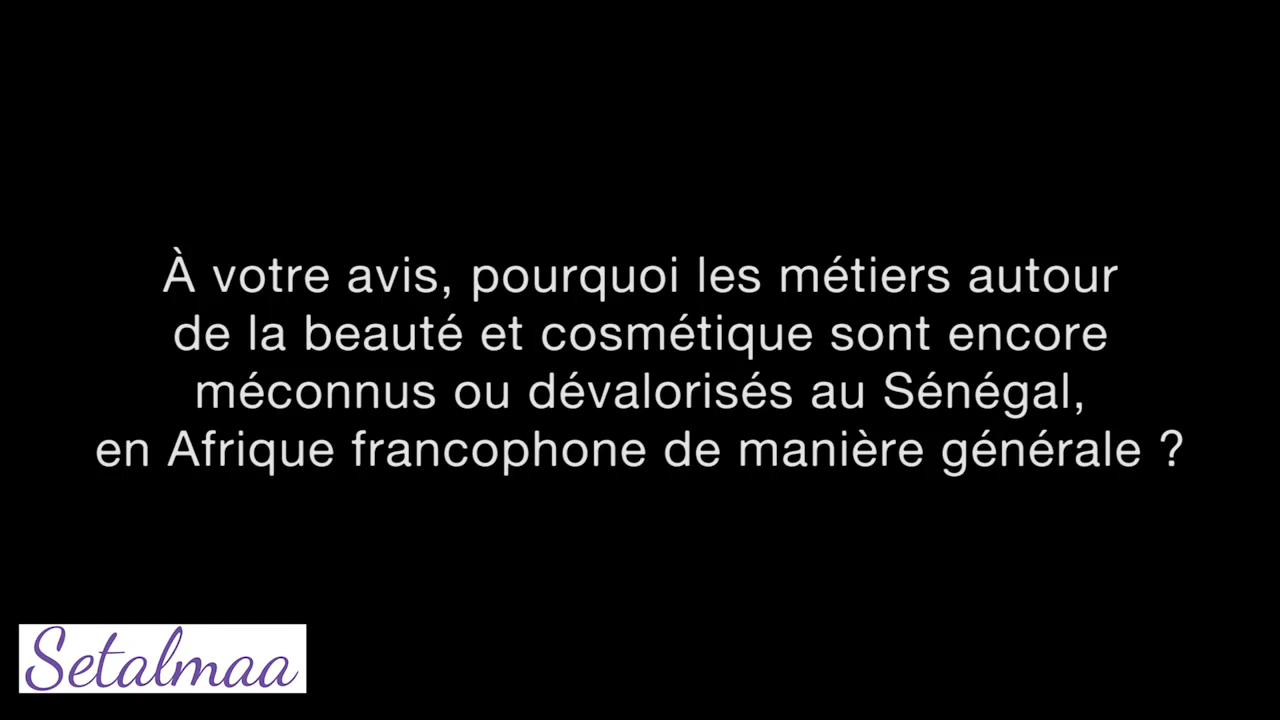 À votre avis, pourquoi les métiers autour
de la beauté et cosmétique sont encore
méconnus ou dévalorisés au Sénégal,
en Afrique francophone de manière générale ?
Setalmaa